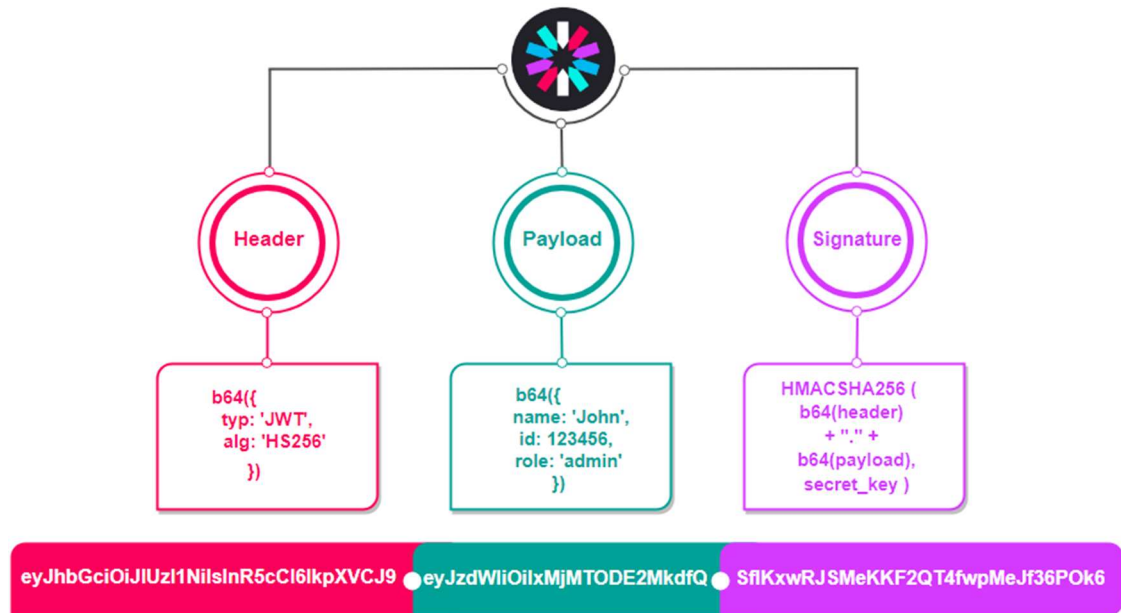 Header
Payload
Signature
b64({
typ: 'JWT',
alg: 'HS256'
})
b64({
name: 'John',
id: 123456,
role: 'admin'
})
HMACSHA256 (
b64(header)
+ "." +
b64(payload),
secret_key )
eyJhbGciOiJIUzI1NiIsInR5cCI6IkpXVCJ9
eyJzdWIiOiIxMjMTODE2MkdfQ
SflKxwRJSMeKKF2QT4fwpMeJf36POk6